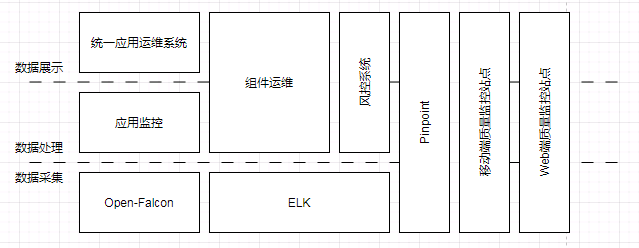 统一应用运维系统
组件运维
风控系统
Pinpoint
移动端质量监控站点
Web端质量监控站点
数据展示
应用监控
数据处理
数据采集
Open-Falcon
ELK